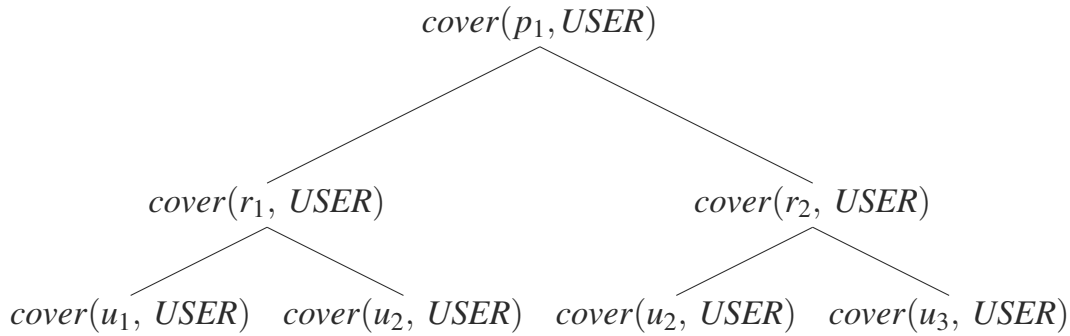 cover(p₁, USER)
cover(r₁, USER) cover(r₂, USER)
cover(u₁, USER) cover(u₂, USER) cover(u₂, USER) cover(u₃, USER)